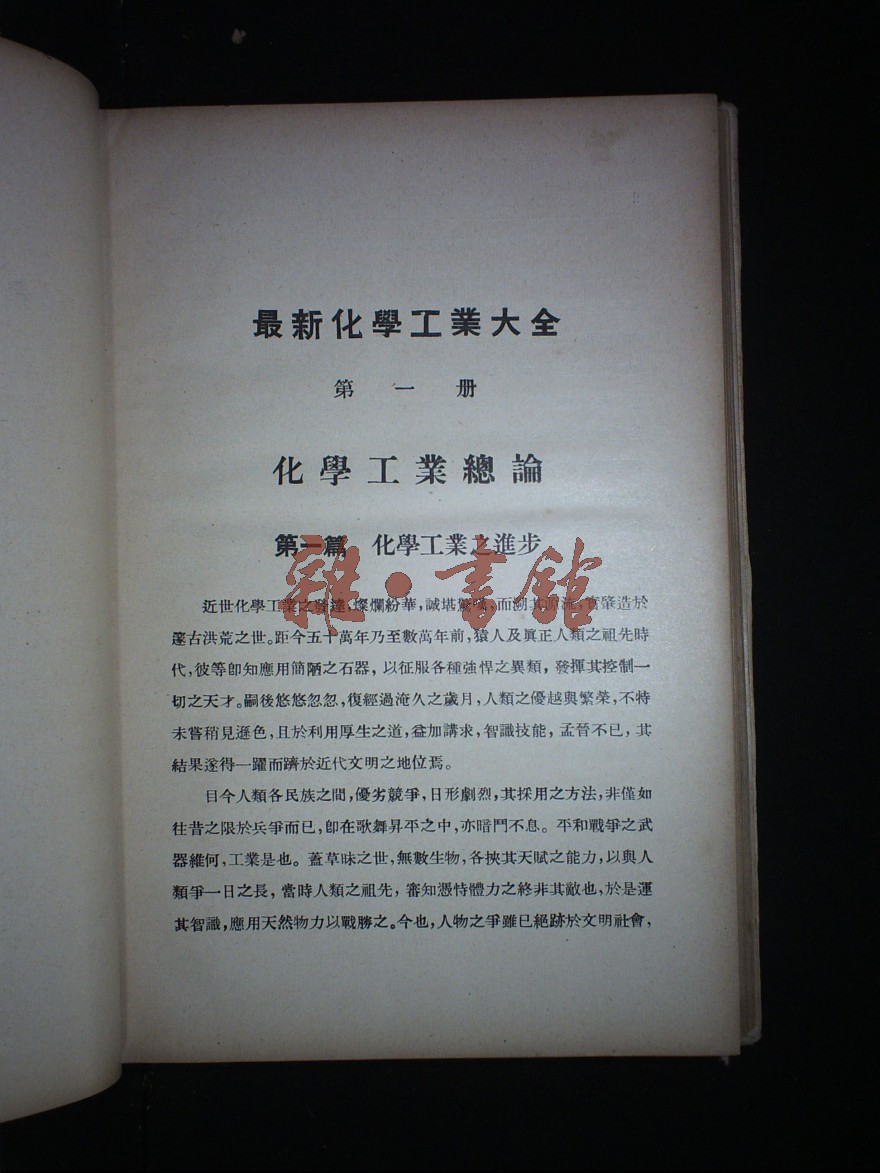 最新化學工業大全
第一册
化學工業總論
第一篇 化學工業之進步
雜·書館
近世化學工業之發達，燦爛紛華，誠堪驚嘆，而溯其源流，實肇造於
邃古洪荒之世。距今五十萬年乃至數萬年前，猿人及眞正人類之祖先時
代，彼等卽知應用簡陋之石器，以征服各種強悍之異類，發揮其控制一
切之天才。嗣後悠悠忽忽，復經過淹久之歲月，人類之優越與繁榮，不特
未嘗稍見遜色，且於利用厚生之道，益加講求，智識技能，孟晉不已，其
結果遂得一躍而躋於近代文明之地位焉。
目今人類各民族之間，優劣競爭，日形劇烈，其採用之方法，非僅如
往昔之限於兵爭而已，卽在歌舞昇平之中，亦暗鬥不息。平和戰爭之武
器維何，工業是也。蓋草昧之世，無數生物，各挾其天賦之能力，以與人
類爭一日之長，當時人類之祖先，審知憑恃體力之終非其敵也，於是運
其智識，應用天然物力以戰勝之。今也，人物之爭雖已絕跡於文明社會，